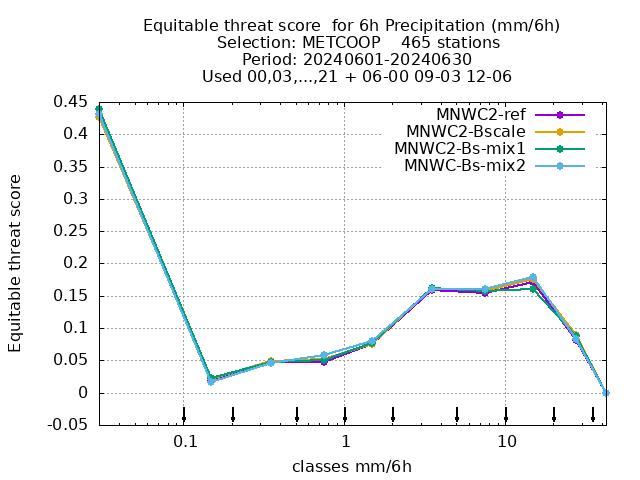 Equitable threat score  for 6h Precipitation (mm/6h)
Selection: METCOOP    465 stations
Period: 20240601-20240630
Used 00,03,...,21 + 06-00 09-03 12-06
MNWC2-ref
MNWC2-Bscale
MNWC2-Bs-mix1
MNWC-Bs-mix2
Equitable threat score
0.45
0.4
0.35
0.3
0.25
0.2
0.15
0.1
0.05
0
-0.05
0.1 1 10
classes mm/6h